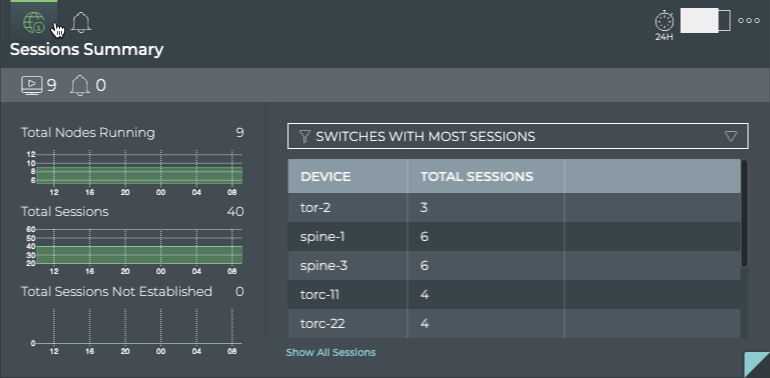 24H
Sessions Summary
9 0
Total Nodes Running 9
12
10
8
6
12 16 20 00 04 08
Total Sessions 40
60
50
40
30
20
12 16 20 00 04 08
Total Sessions Not Established 0
0
12 16 20 00 04 08
SWITCHES WITH MOST SESSIONS
DEVICE TOTAL SESSIONS
tor-2 3
spine-1 6
spine-3 6
torc-11 4
torc-22 4
Show All Sessions